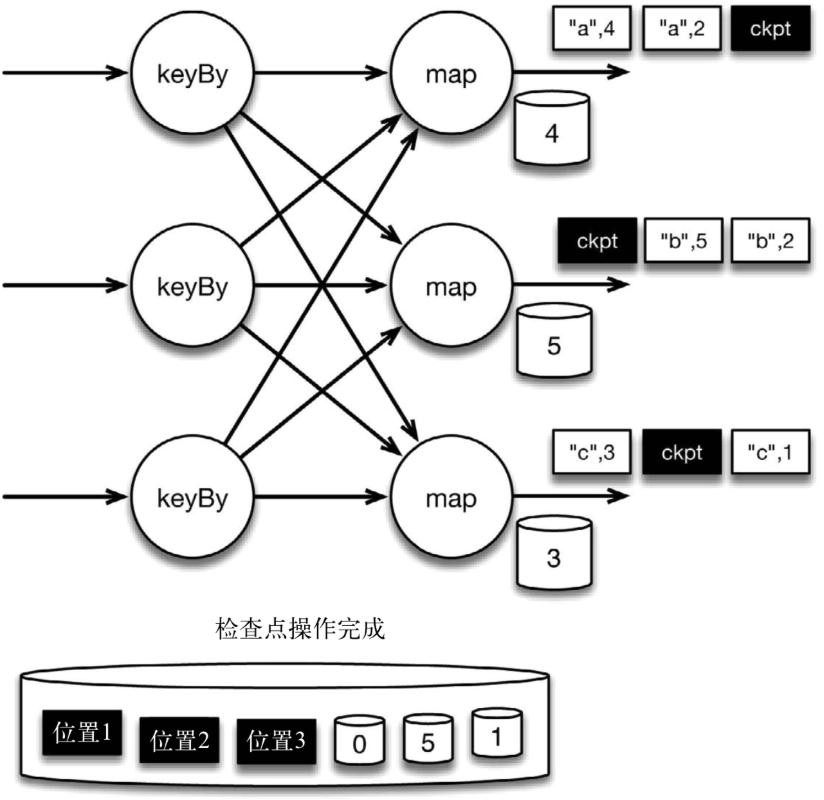 "a",4 "a",2 ckpt
keyBy map
4
ckpt "b",5 "b",2
keyBy map
5
"c",3 ckpt "c",1
keyBy map
3
检查点操作完成
位置1 位置2 位置3 0 5 1